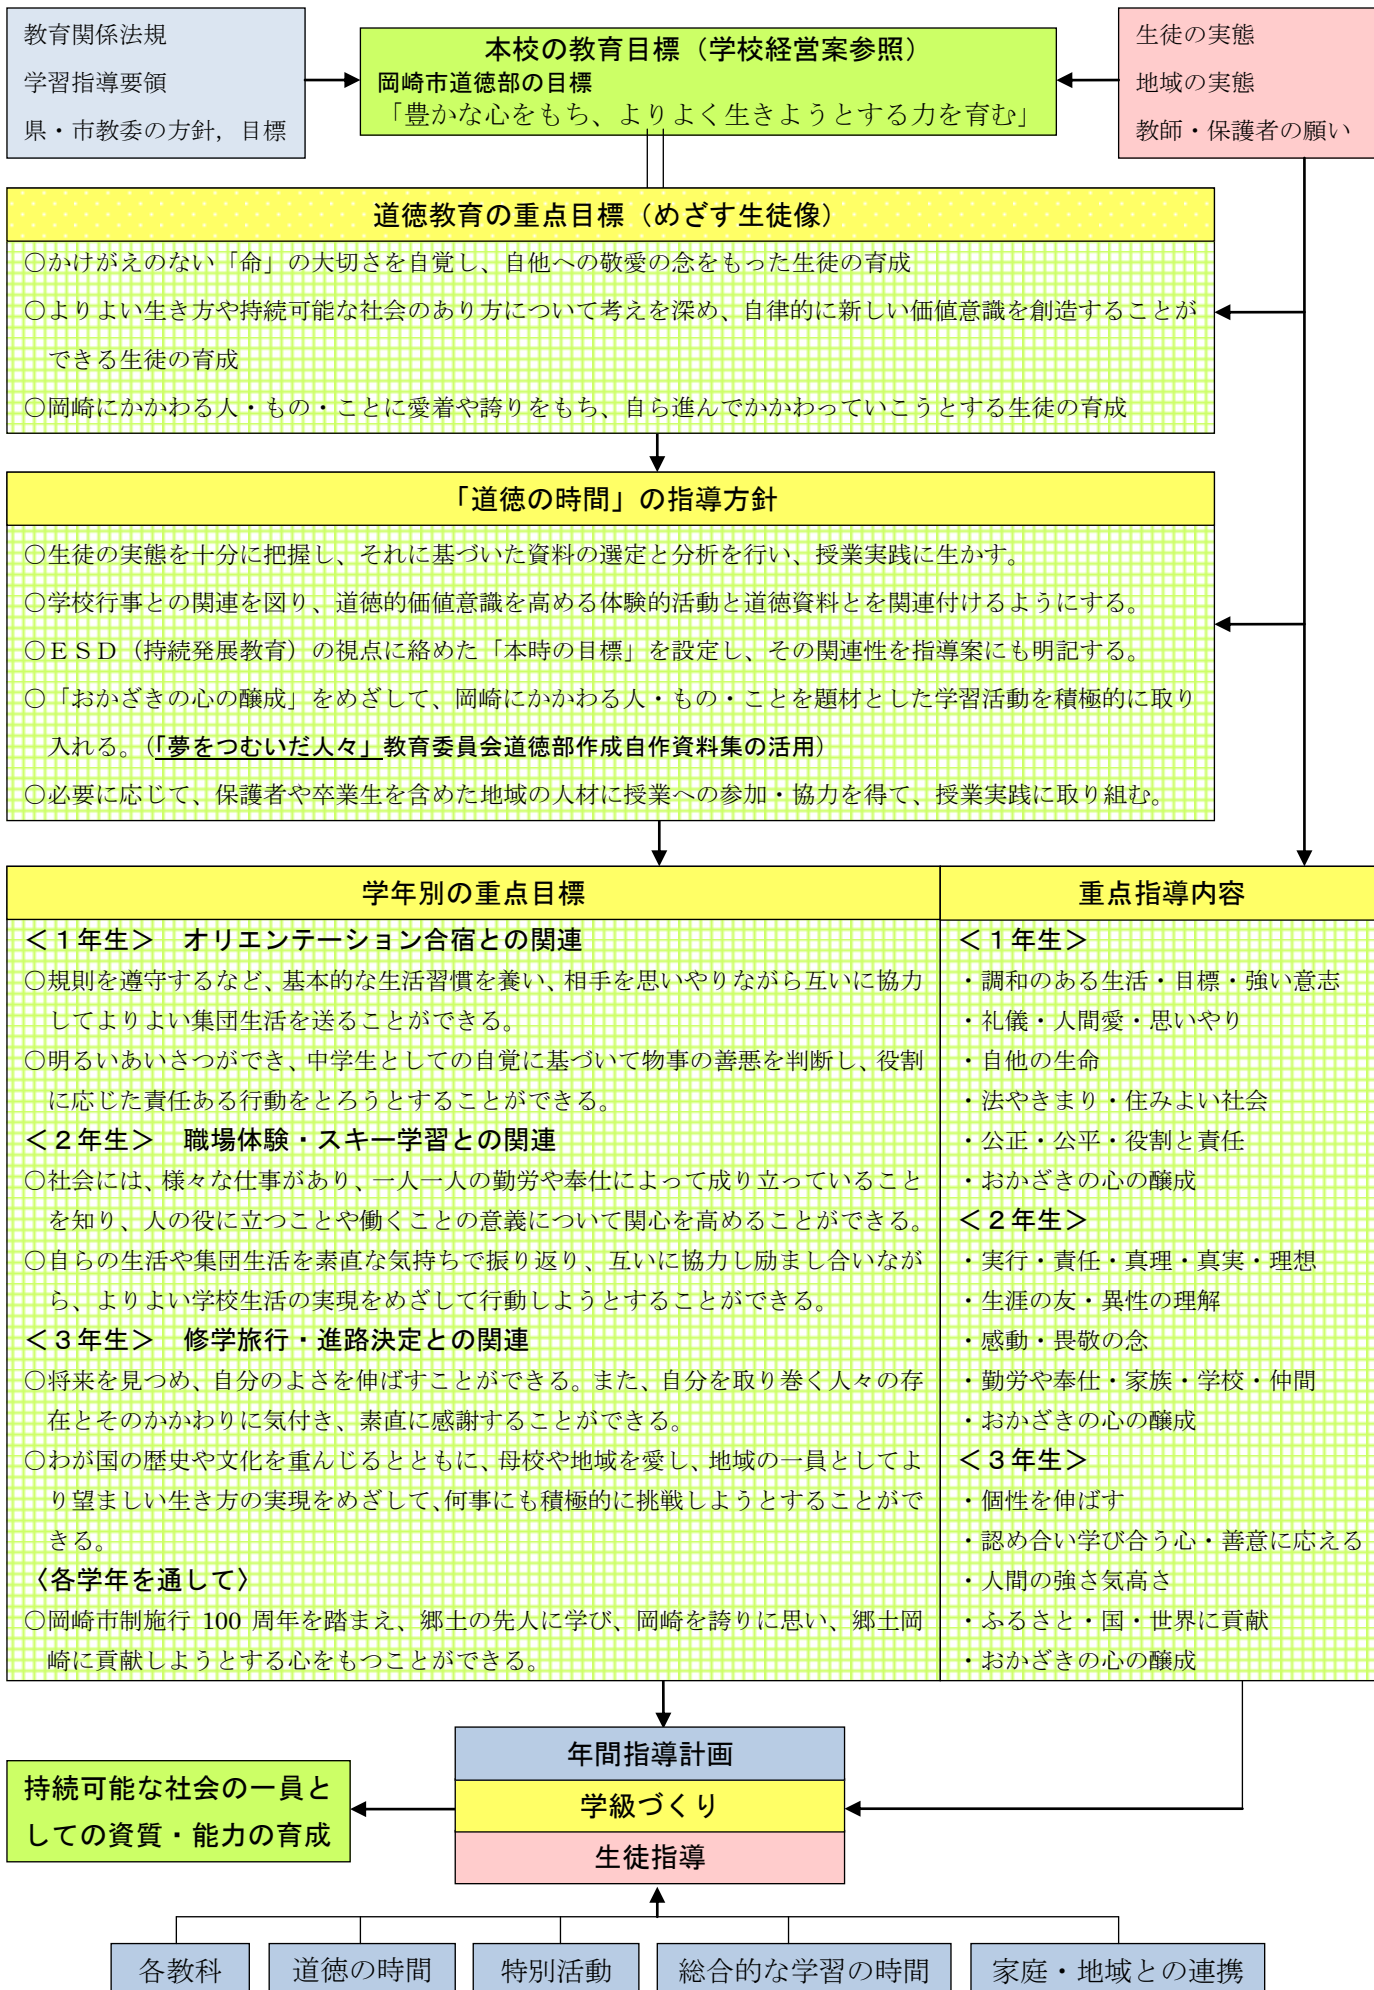 教育関係法規
学習指導要領
県・市教委の方針，目標
本校の教育目標（学校経営案参照）
岡崎市道徳部の目標
「豊かな心をもち、よりよく生きようとする力を育む」
生徒の実態
地域の実態
教師・保護者の願い
道徳教育の重点目標（めざす生徒像）
○かけがえのない「命」の大切さを自覚し、自他への敬愛の念をもった生徒の育成
○よりよい生き方や持続可能な社会のあり方について考えを深め、自律的に新しい価値意識を創造することが
できる生徒の育成
○岡崎にかかわる人・もの・ことに愛着や誇りをもち、自ら進んでかかわっていこうとする生徒の育成
「道徳の時間」の指導方針
○生徒の実態を十分に把握し、それに基づいた資料の選定と分析を行い、授業実践に生かす。
○学校行事との関連を図り、道徳的価値意識を高める体験的活動と道徳資料とを関連付けるようにする。
○ＥＳＤ（持続発展教育）の視点に絡めた「本時の目標」を設定し、その関連性を指導案にも明記する。
○「おかざきの心の醸成」をめざして、岡崎にかかわる人・もの・ことを題材とした学習活動を積極的に取り
入れる。（「夢をつむいだ人々」教育委員会道徳部作成自作資料集の活用）
○必要に応じて、保護者や卒業生を含めた地域の人材に授業への参加・協力を得て、授業実践に取り組む。
学年別の重点目標
＜１年生＞　オリエンテーション合宿との関連
○規則を遵守するなど、基本的な生活習慣を養い、相手を思いやりながら互いに協力
してよりよい集団生活を送ることができる。
○明るいあいさつができ、中学生としての自覚に基づいて物事の善悪を判断し、役割
に応じた責任ある行動をとろうとすることができる。
＜２年生＞　職場体験・スキー学習との関連
○社会には、様々な仕事があり、一人一人の勤労や奉仕によって成り立っていること
を知り、人の役に立つことや働くことの意義について関心を高めることができる。
○自らの生活や集団生活を素直な気持ちで振り返り、互いに協力し励まし合いなが
ら、よりよい学校生活の実現をめざして行動しようとすることができる。
＜３年生＞　修学旅行・進路決定との関連
○将来を見つめ、自分のよさを伸ばすことができる。また、自分を取り巻く人々の存
在とそのかかわりに気付き、素直に感謝することができる。
○わが国の歴史や文化を重んじるとともに、母校や地域を愛し、地域の一員としてよ
り望ましい生き方の実現をめざして、何事にも積極的に挑戦しようとすることがで
きる。
〈各学年を通して〉
○岡崎市制施行 100 周年を踏まえ、郷土の先人に学び、岡崎を誇りに思い、郷土岡
崎に貢献しようとする心をもつことができる。
重点指導内容
＜１年生＞
・調和のある生活・目標・強い意志
・礼儀・人間愛・思いやり
・自他の生命
・法やきまり・住みよい社会
・公正・公平・役割と責任
・おかざきの心の醸成
＜２年生＞
・実行・責任・真理・真実・理想
・生涯の友・異性の理解
・感動・畏敬の念
・勤労や奉仕・家族・学校・仲間
・おかざきの心の醸成
＜３年生＞
・個性を伸ばす
・認め合い学び合う心・善意に応える
・人間の強さ気高さ
・ふるさと・国・世界に貢献
・おかざきの心の醸成
年間指導計画
学級づくり
生徒指導
持続可能な社会の一員と
しての資質・能力の育成
各教科
道徳の時間
特別活動
総合的な学習の時間
家庭・地域との連携